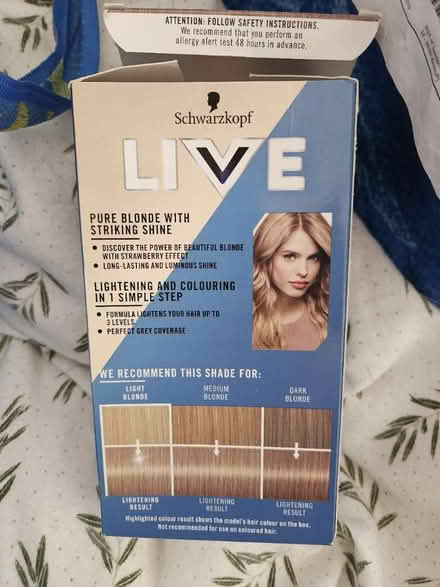 ATTENTION: FOLLOW SAFETY INSTRUCTIONS.
We recommend that you perform an
allergy alert test 48 hours in advance.
Schwarzkopf
LIVE
PURE BLONDE WITH
STRIKING SHINE
• DISCOVER THE POWER OF BEAUTIFUL BLONDE
WITH STRAWBERRY EFFECT
• LONG-LASTING AND LUMINOUS SHINE
LIGHTENING AND COLOURING
IN 1 SIMPLE STEP
• FORMULA LIGHTENS YOUR HAIR UP TO
3 LEVELS
• PERFECT GREY COVERAGE
WE RECOMMEND THIS SHADE FOR:
LIGHT
BLONDE
MEDIUM
BLONDE
DARK
BLONDE
LIGHTENING
RESULT
LIGHTENING
RESULT
LIGHTENING
RESULT
Highlighted colour result shows the model's hair colour on the box.
Not recommended for use on coloured hair.